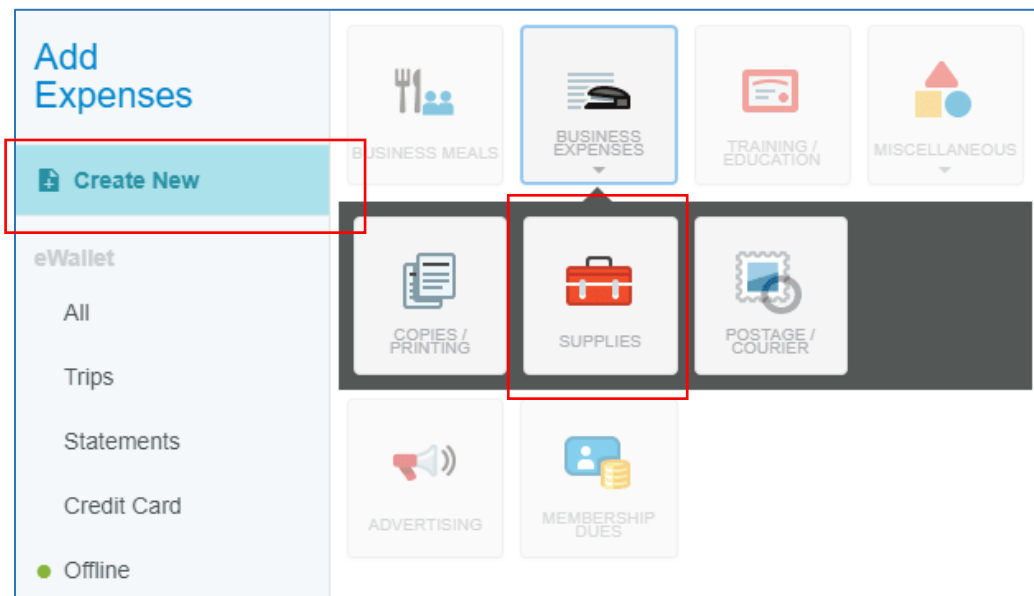 Add
Expenses
Create New
eWallet
All
Trips
Statements
Credit Card
Offline
BUSINESS MEALS
BUSINESS
EXPENSES
TRAINING /
EDUCATION
MISCELLANEOUS
COPIES /
PRINTING
SUPPLIES
POSTAGE /
COURIER
ADVERTISING
MEMBERSHIP
DUES